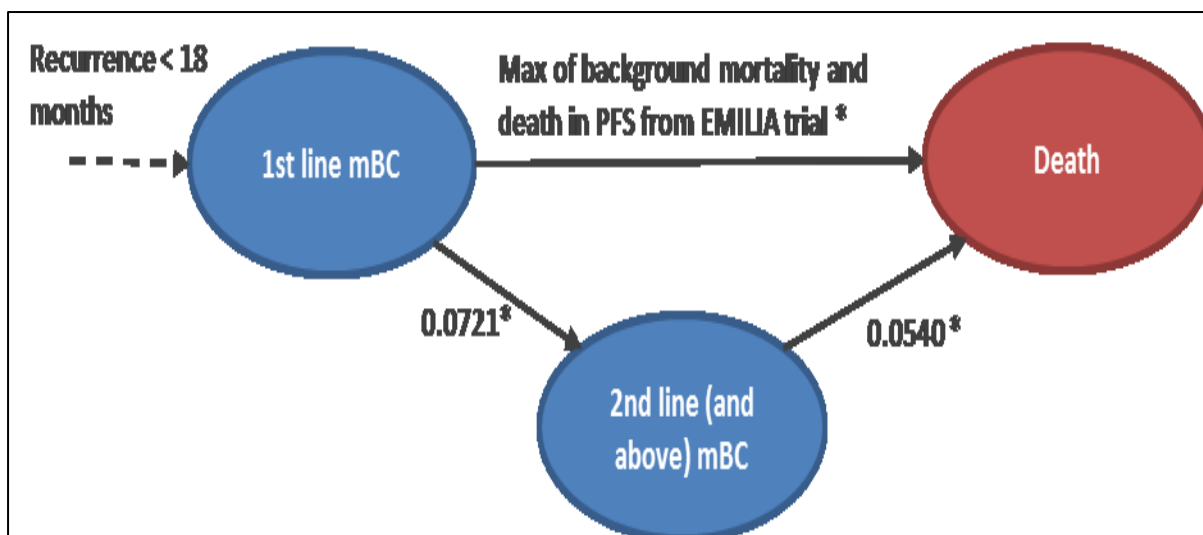 Recurrence < 18
months
Max of background mortality and
death in PFS from EMILIA trial *
1st line mBC
Death
0.0721*
0.0540 *
2nd line (and
above) mBC